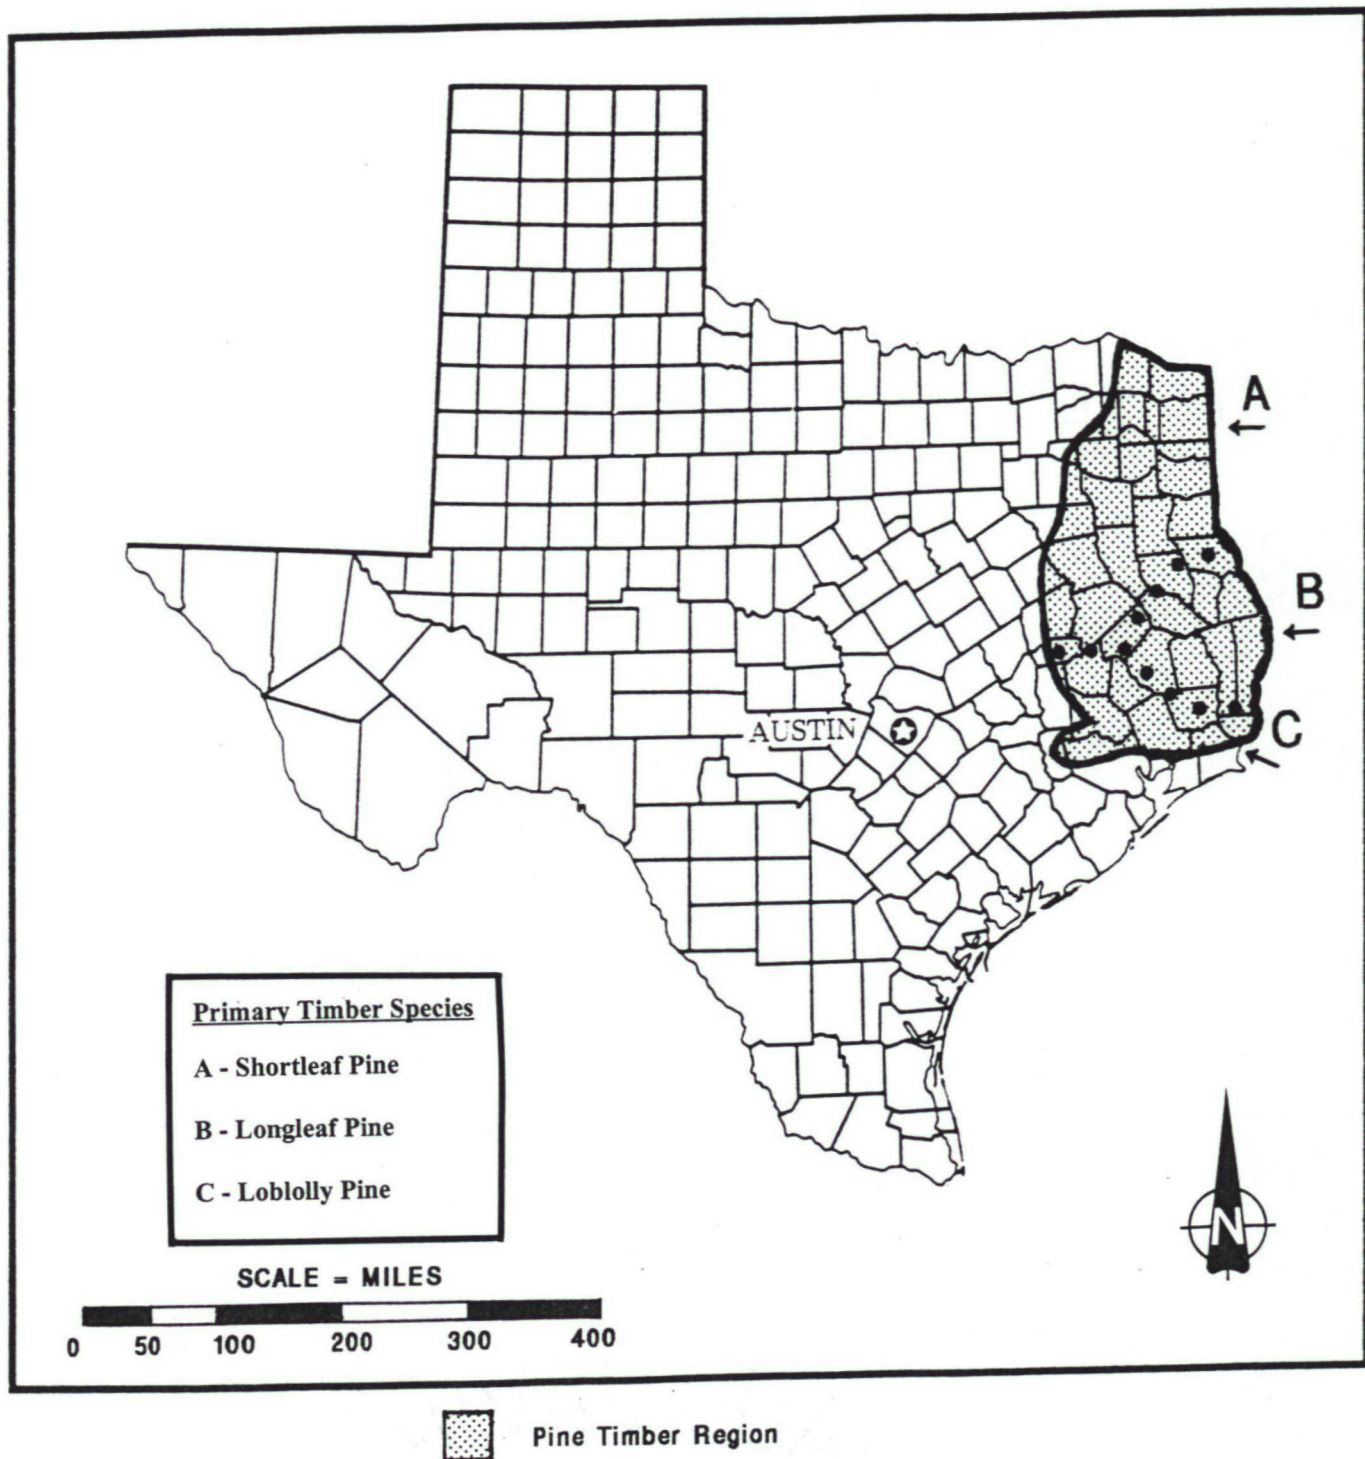 A
B
AUSTIN
C
Primary Timber Species
A - Shortleaf Pine
B - Longleaf Pine
C - Loblolly Pine
N
SCALE = MILES
0 50 100 200 300 400
Pine Timber Region